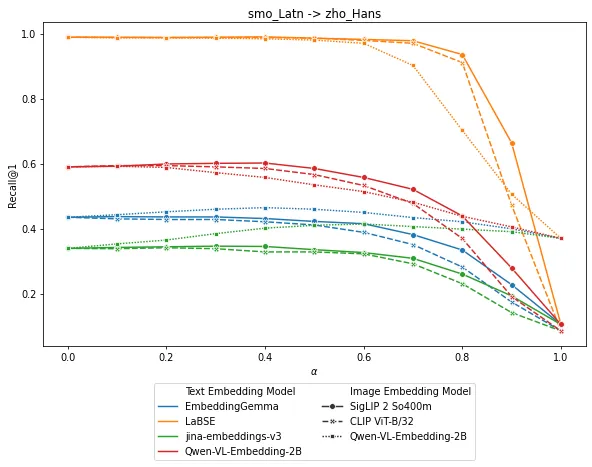 smo_Latn -> zho_Hans
Recall@1
1.0
0.8
0.6
0.4
0.2
0.0 0.2 0.4 0.6 0.8 1.0
α
Text Embedding Model
EmbeddingGemma
LaBSE
jina-embeddings-v3
Qwen-VL-Embedding-2B
Image Embedding Model
SigLIP 2 So400m
CLIP ViT-B/32
Qwen-VL-Embedding-2B